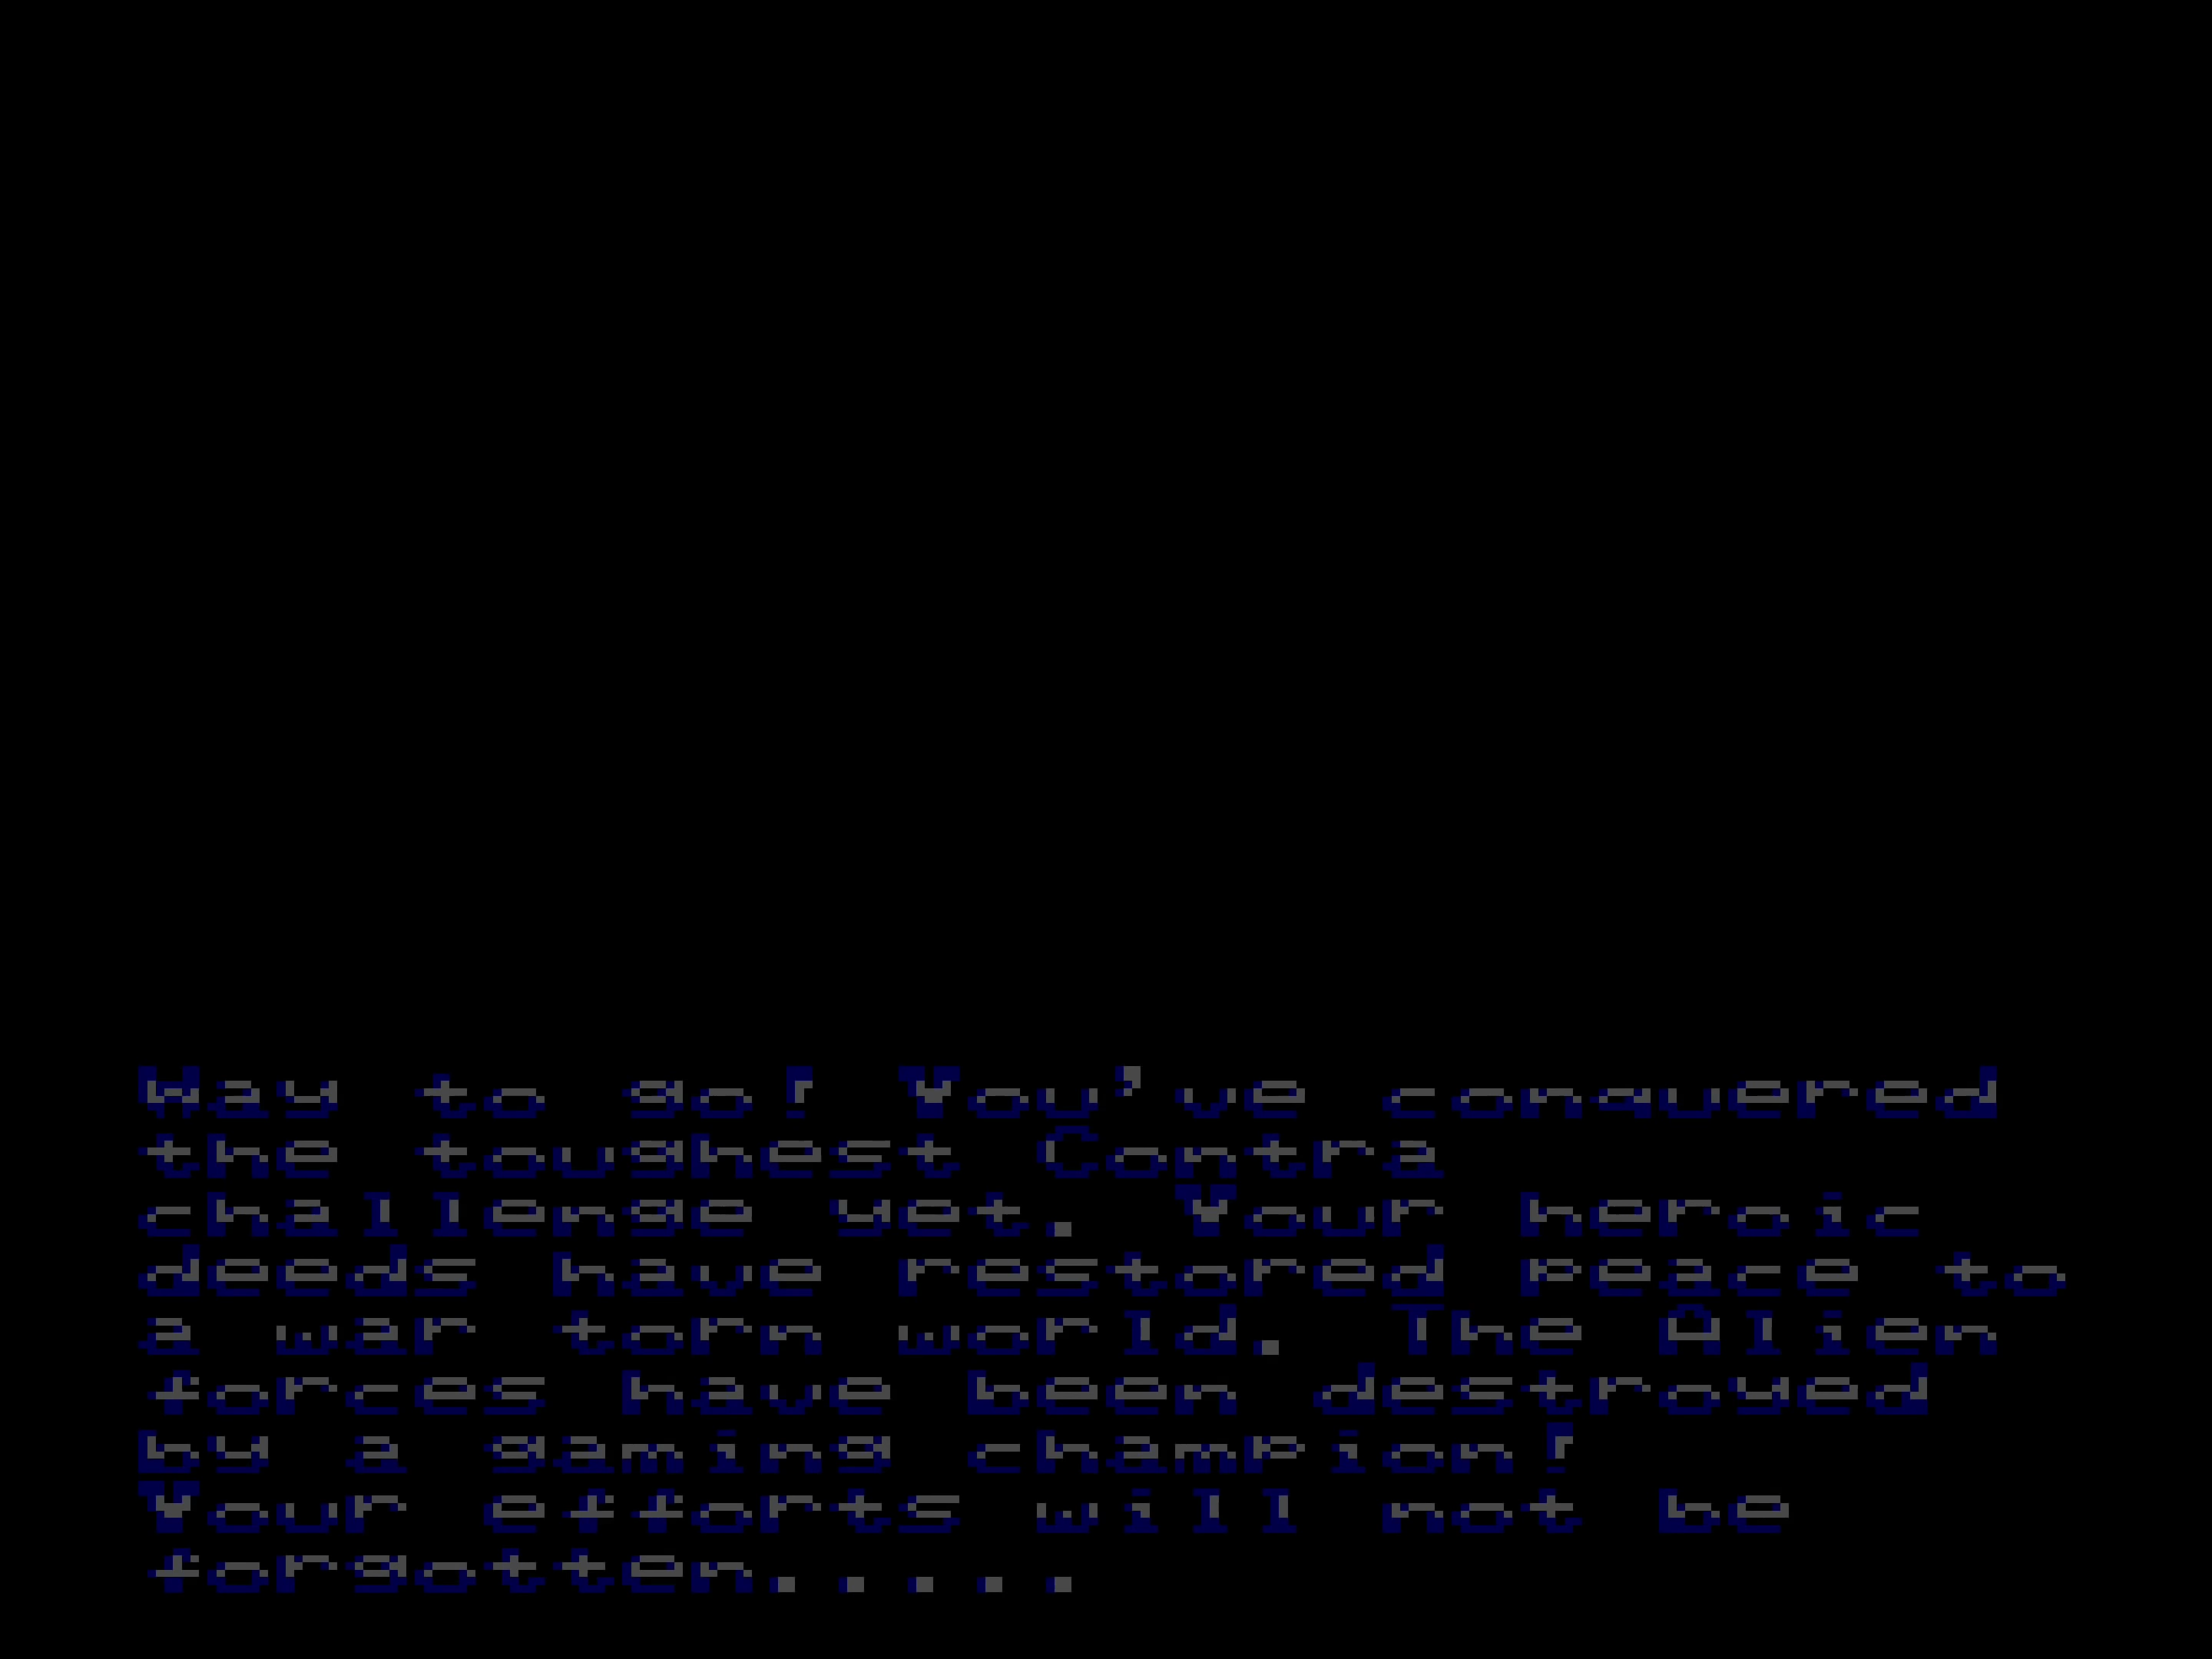 Way to go! You've conquered
the toughest Contra
challenge yet. Your heroic
deeds have restored peace to
a war torn world. The Alien
forces have been destroyed
by a gaming champion!
Your efforts will not be
forgotten.....